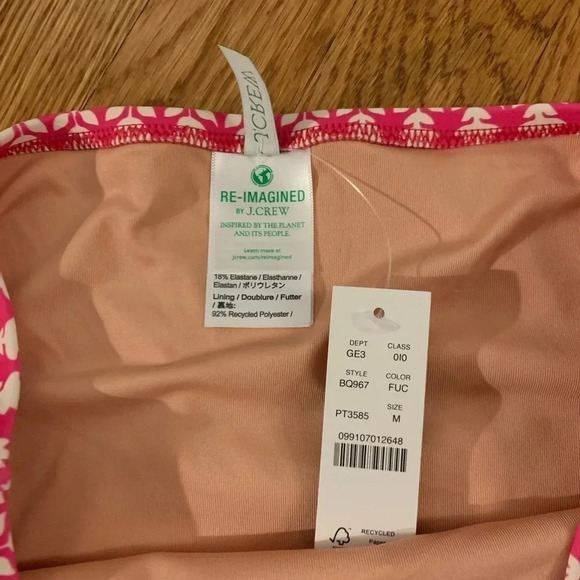 J.CREW
RE-IMAGINED
BY J.CREW
INSPIRED BY THE PLANET
AND ITS PEOPLE.
Learn more at
jcrew.com/reimagined
18% Elastane / Elasthanne /
Elastan / ポリウレタン
Lining / Doublure / Futter
/ 裏地:
92% Recycled Polyester /
DEPT CLASS
GE3 010
STYLE COLOR
BQ967 FUC
SIZE
PT3585 M
099107012648
RECYCLED
FSC